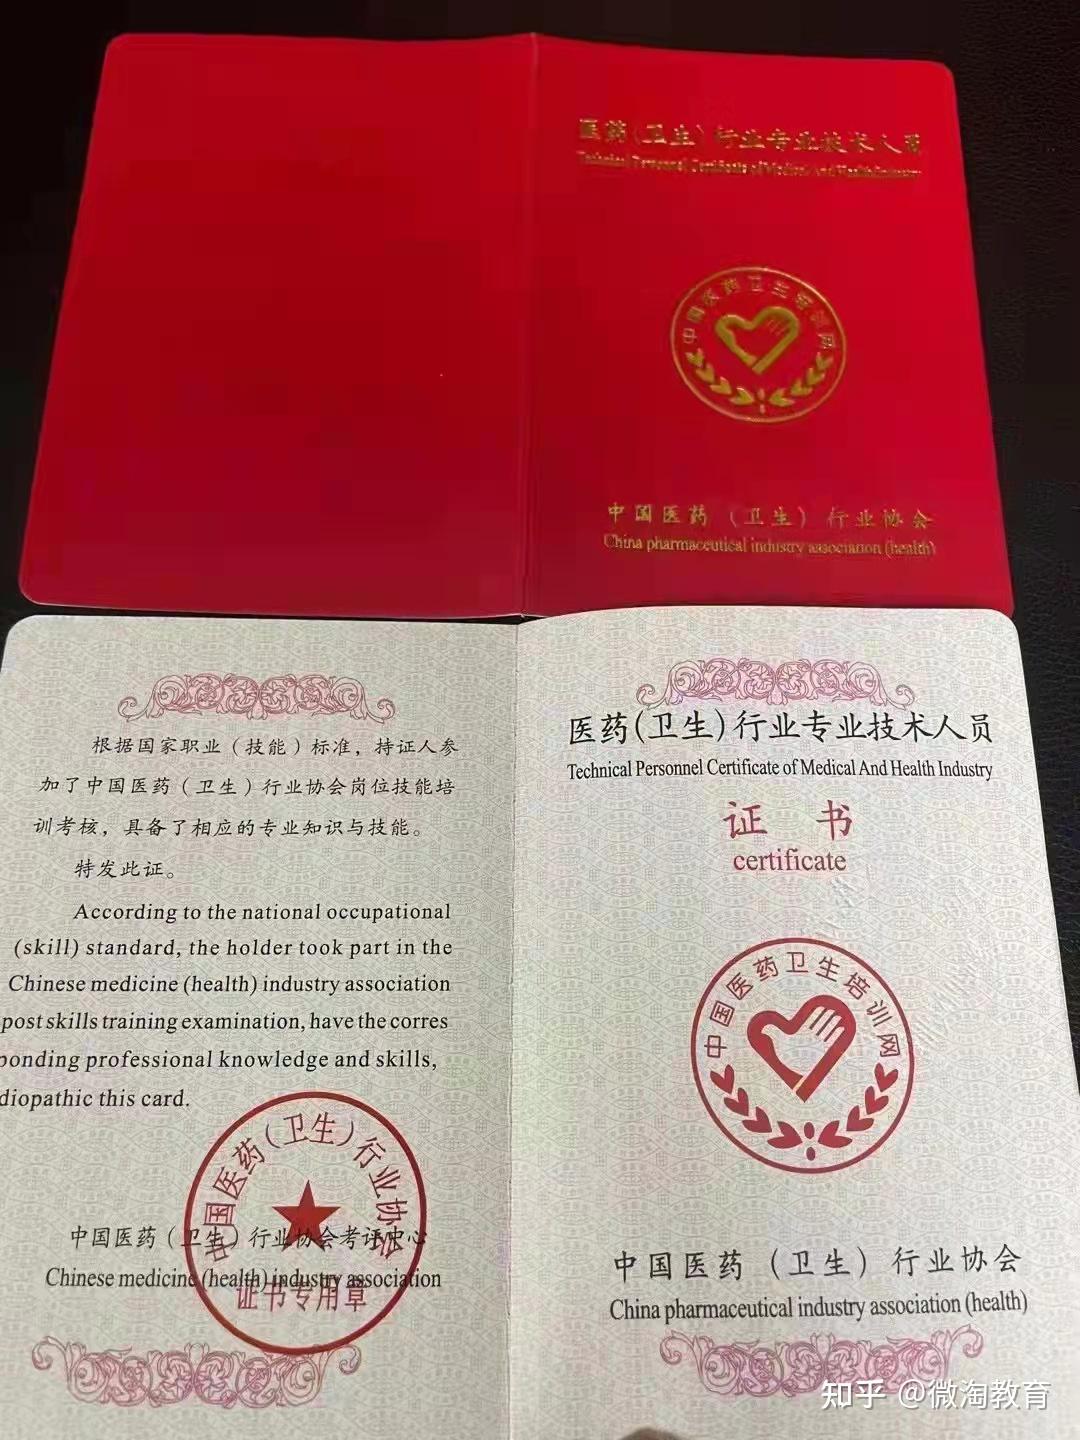 医药(卫生)行业专业技术人员
Technical Personnel Certificate of Medical And Health Industry
中国医药卫生培训网
中国医药（卫生）行业协会
China pharmaceutical industry association (health)
根据国家职业（技能）标准，持证人参
加了中国医药（卫生）行业协会岗位技能培
训考核，具备了相应的专业知识与技能。
特发此证。
According to the national occupational
(skill) standard, the holder took part in the
Chinese medicine (health) industry association
post skills training examination, have the corres
ponding professional knowledge and skills,
diopathic this card.
中国医药（卫生）行业协会
中国医药（卫生）行业协会考评中心
Chinese medicine (health) industry association
证书专用章
医药(卫生)行业专业技术人员
Technical Personnel Certificate of Medical And Health Industry
证 书
certificate
中国医药卫生培训网
中国医药（卫生）行业协会
China pharmaceutical industry association (health)
知乎 @微淘教育